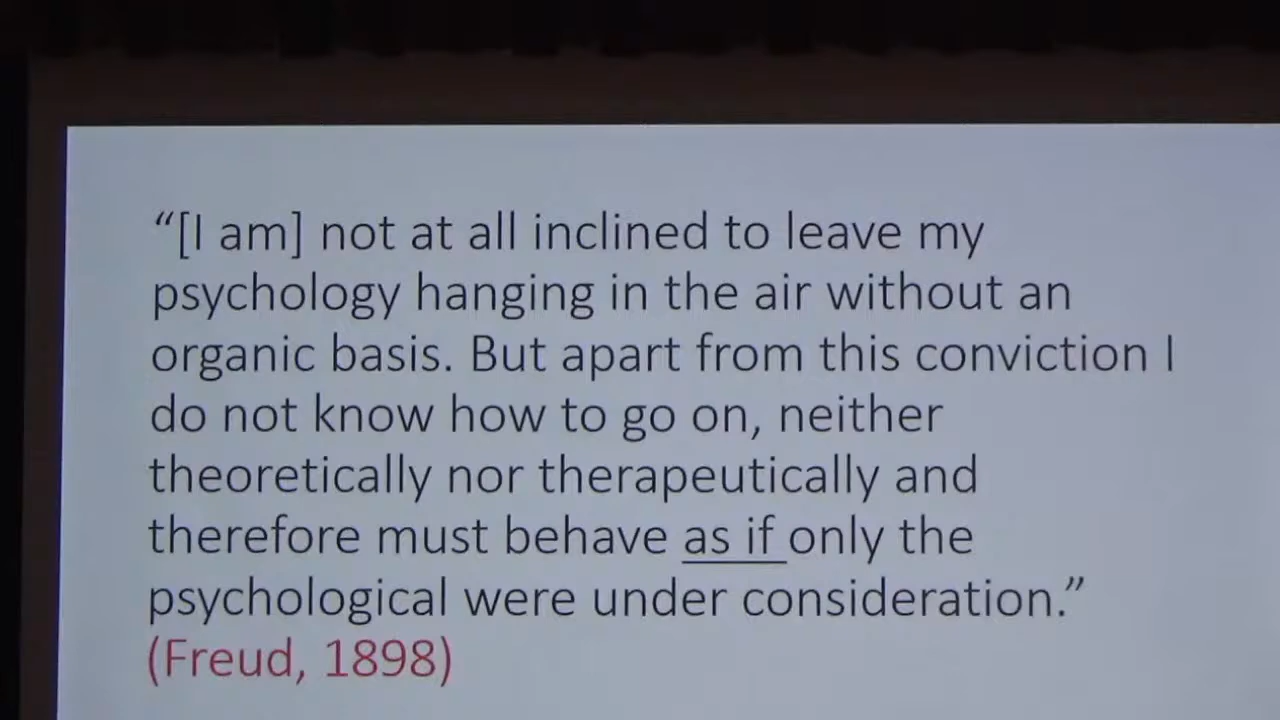 “[I am] not at all inclined to leave my
psychology hanging in the air without an
organic basis. But apart from this conviction I
do not know how to go on, neither
theoretically nor therapeutically and
therefore must behave as if only the
psychological were under consideration.”
(Freud, 1898)